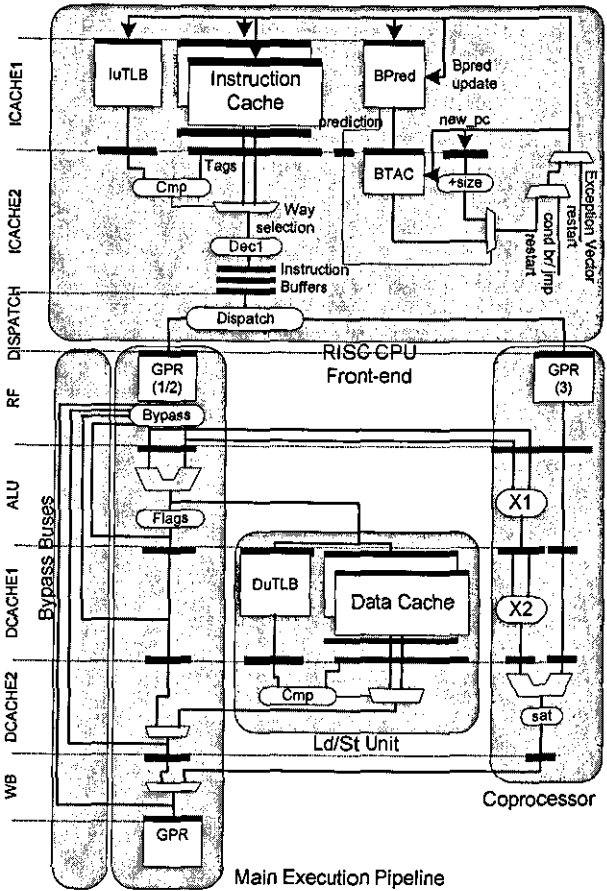 ICACHE1
IuTLB
Instruction
Cache
BPred
Bpred
update
prediction
new_pc
ICACHE2
Tags
Cmp
BTAC
+size
Way
selection
Dec1
Instruction
Buffers
restart
cond br/ jmp
restart
Exception Vector
DISPATCH
Dispatch
RISC CPU
Front-end
RF
GPR
(1/2)
GPR
(3)
Bypass
ALU
X1
Flags
Bypass Buses
DCACHE1
DuTLB
Data Cache
X2
DCACHE2
Cmp
sat
Ld/St Unit
WB
Coprocessor
GPR
Main Execution Pipeline